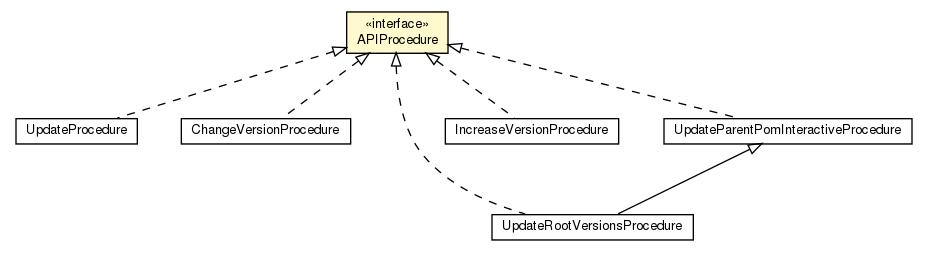 «interface»
APIProcedure
UpdateProcedure
ChangeVersionProcedure
IncreaseVersionProcedure
UpdateParentPomInteractiveProcedure
UpdateRootVersionsProcedure